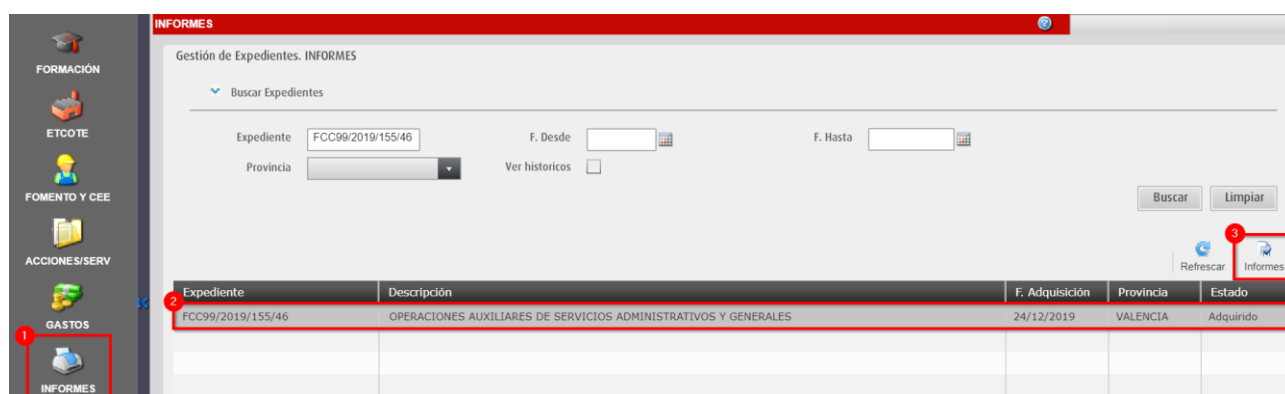 INFORMES
Gestión de Expedientes. INFORMES
Buscar Expedientes
Expediente FCC99/2019/155/46 F. Desde F. Hasta
Provincia Ver historicos
Buscar Limpiar
3
Refrescar Informes
Expediente Descripción F. Adquisición Provincia Estado
2
FCC99/2019/155/46 OPERACIONES AUXILIARES DE SERVICIOS ADMINISTRATIVOS Y GENERALES 24/12/2019 VALENCIA Adquirido
FORMACIÓN
ETCOTE
FOMENTO Y CEE
ACCIONES/SERV
GASTOS
1
INFORMES